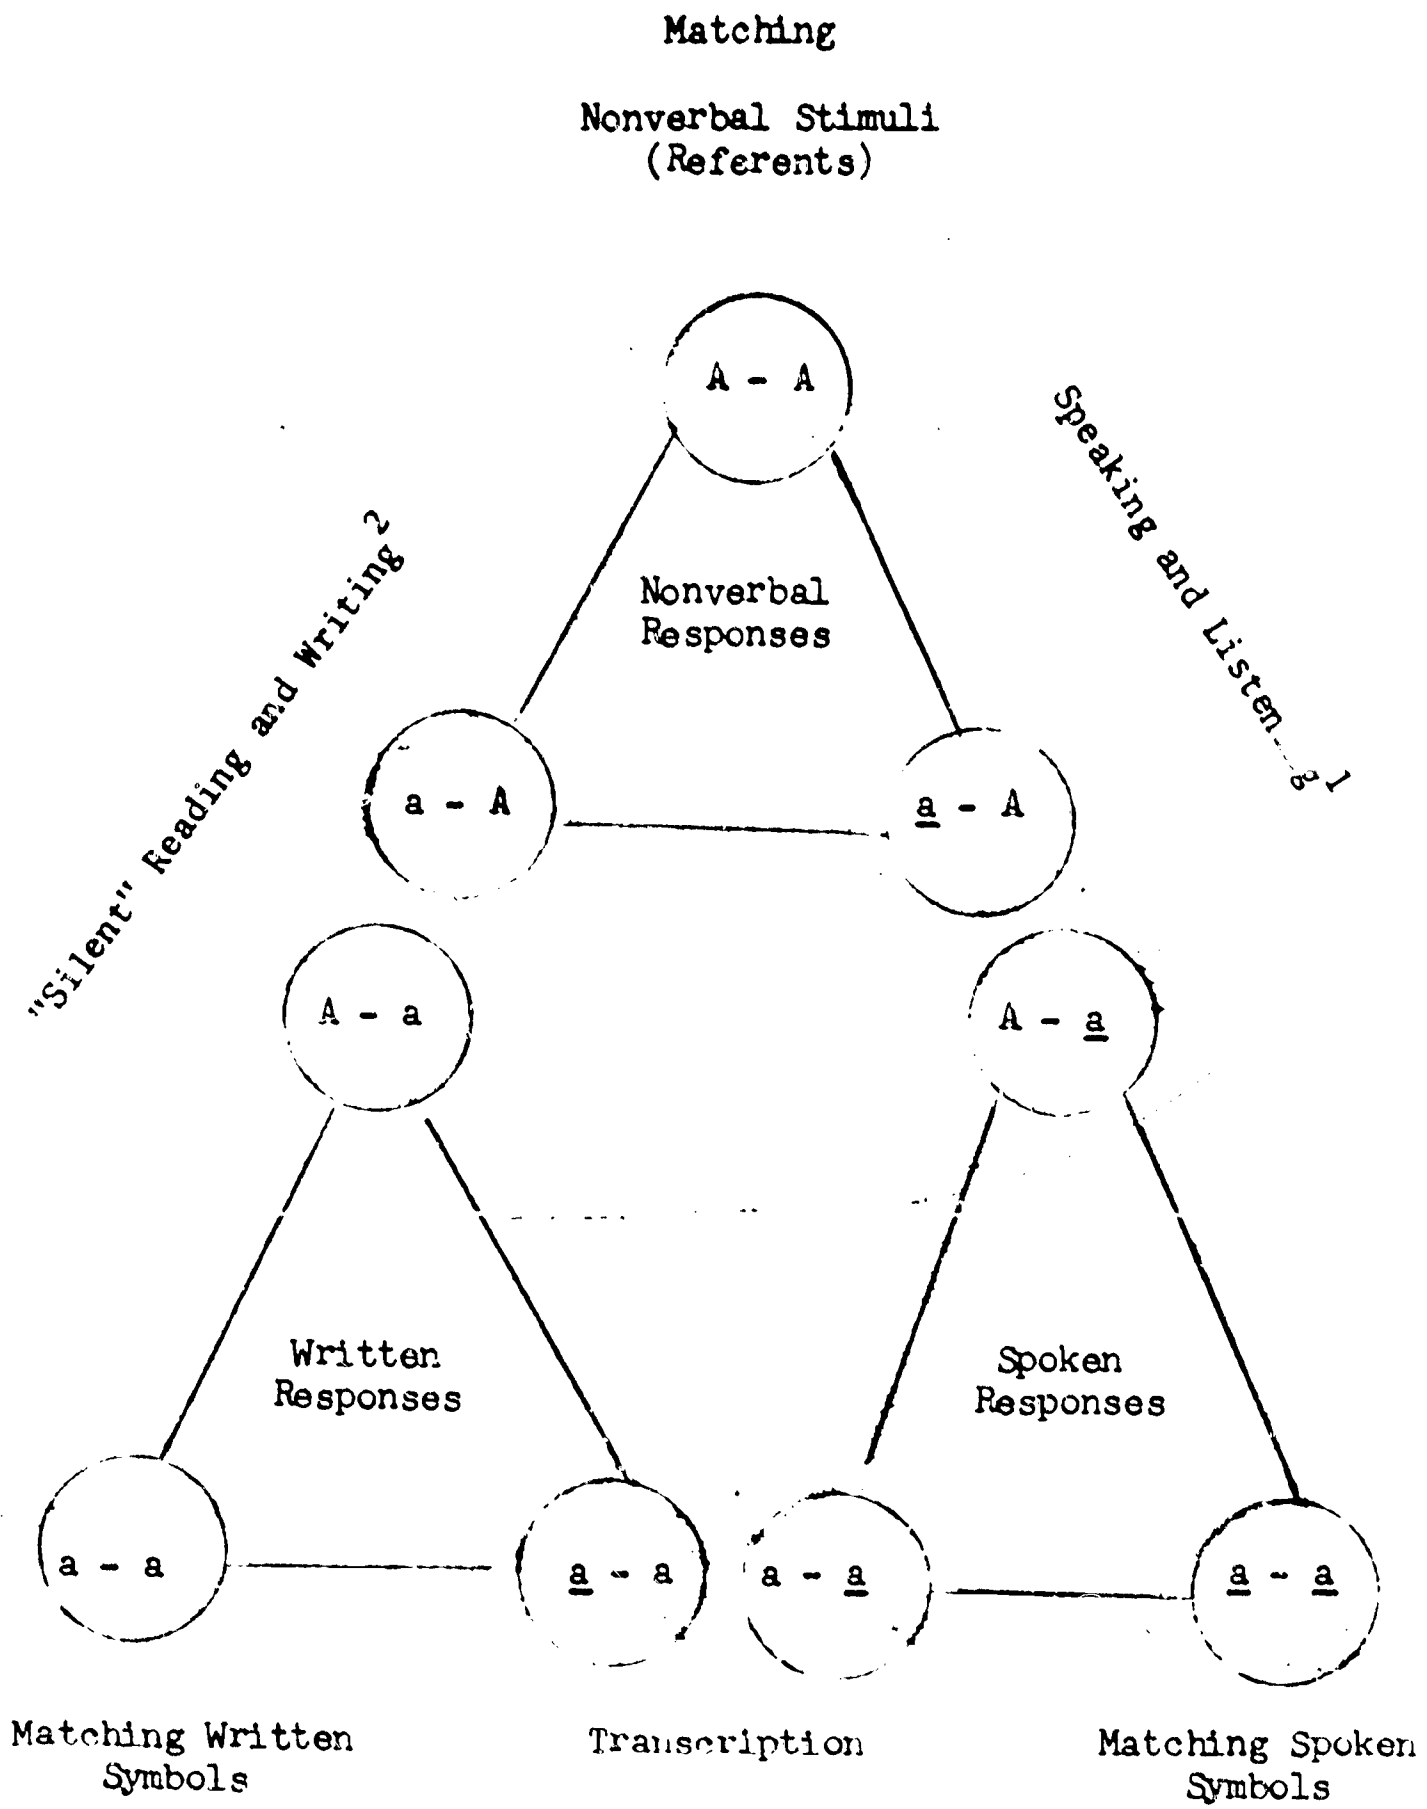 Matching
Nonverbal Stimuli
(Referents)
A - A
Speaking and Listen g 1
"Silent" Reading and Writing 2
Nonverbal
Responses
a - A
a - A
A - a
A - a
Written
Responses
Spoken
Responses
a - a
a - a
a - a
a - a
Matching Written
Symbols
Transcription
Matching Spoken
Symbols